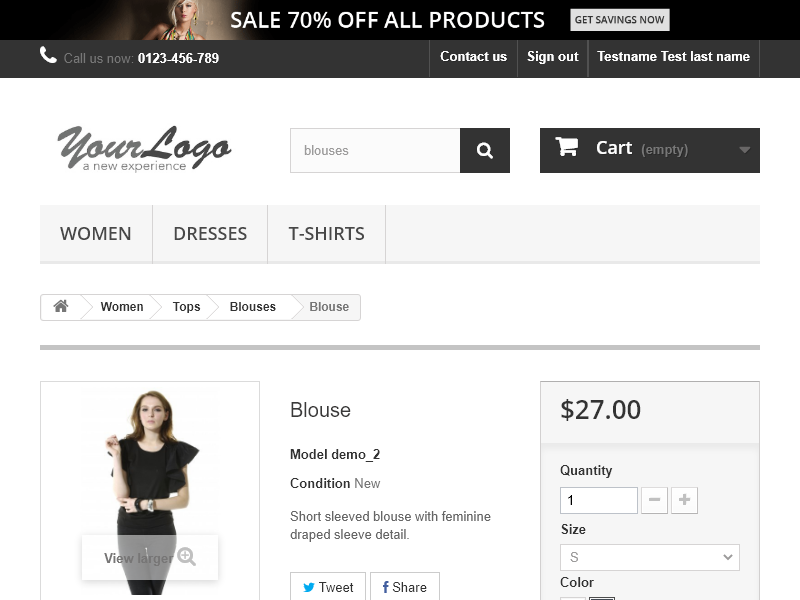 SALE 70% OFF ALL PRODUCTS
GET SAVINGS NOW
Call us now: 0123-456-789
Contact us
Sign out
Testname Test last name
YourLogo
a new experience
blouses
Cart (empty)
WOMEN
DRESSES
T-SHIRTS
Women
Tops
Blouses
Blouse
Blouse
Model demo_2
Condition New
Short sleeved blouse with feminine
draped sleeve detail.
Tweet
Share
View larger
$27.00
Quantity
1
Size
S
Color